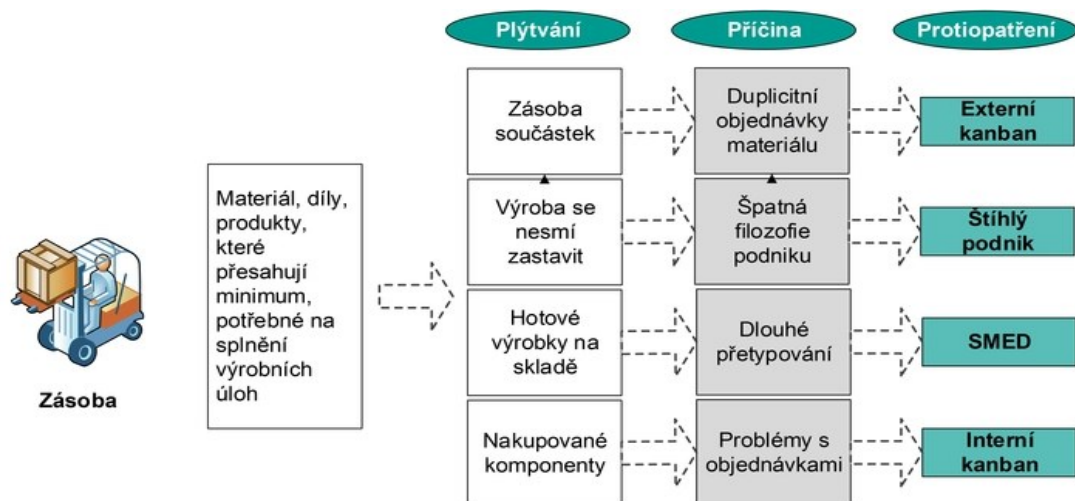 Plýtvání
Příčina
Protiopatření
Zásoba
součástek
Duplicitní
objednávky
materiálu
Externí
kanban
Materiál, díly,
produkty,
které
přesahují
minimum,
potřebné na
splnění
výrobních
úloh
Zásoba
Výroba se
nesmí
zastavit
Špatná
filozofie
podniku
Štíhlý
podnik
Hotové
výrobky na
skladě
Dlouhé
přetypování
SMED
Nakupované
komponenty
Problémy s
objednávkami
Interní
kanban